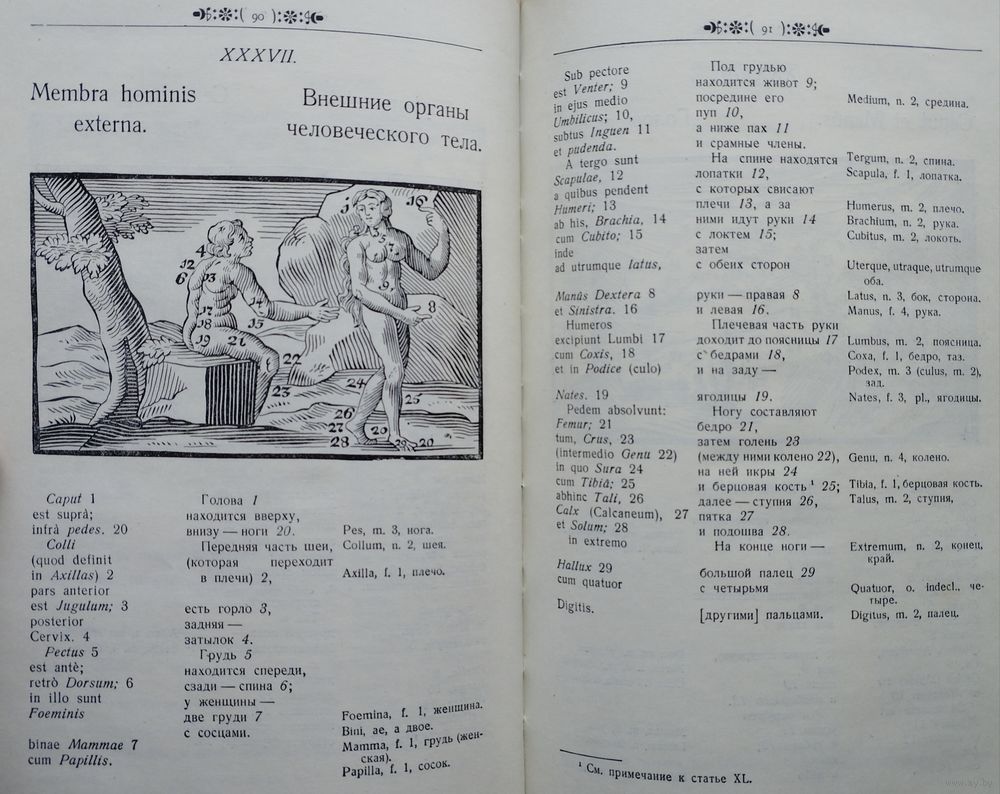 ( 90 )
XXXVII.
Membra hominis
externa.
Внешние органы
человеческого тела.
Caput 1
est suprà;
infrà pedes. 20
Colli
(quod definit
in Axillas) 2
pars anterior
est Jugulum; 3
posterior
Cervix. 4
Pectus 5
est antè;
retrò Dorsum; 6
in illo sunt
Foeminis
binae Mammae 7
cum Papillis.
Голова 1
находится вверху,
внизу — ноги 20.
Передняя часть шеи,
(которая переходит
в плечи) 2,
есть горло 3,
задняя —
затылок 4.
Грудь 5
находится спереди,
сзади — спина 6;
у женщины —
две груди 7
с сосцами.
Pes, m. 3, нога.
Collum, n. 2, шея.
Axilla, f. 1, плечо.
Foemina, f. 1, женщина.
Bini, ae, a двое.
Mamma, f. 1, грудь (жен-
ская).
Papilla, f. 1, сосок.
( 91 )
Sub pectore
est Venter; 9
in ejus medio
Umbilicus; 10,
subtus Inguen 11
et pudenda.
A tergo sunt
Scapulae, 12
a quibus pendent
Humeri; 13
ab his, Brachia, 14
cum Cubito; 15
inde
ad utrumque latus,
Manûs Dextera 8
et Sinistra. 16
Humeros
excipiunt Lumbi 17
cum Coxis, 18
et in Podice (culo)
Nates. 19
Pedem absolvunt:
Femur; 21
tum, Crus, 23
(intermedio Genu 22)
in quo Sura 24
cum Tibiâ; 25
abhinc Tali, 26
Calx (Calcaneum), 27
et Solum; 28
in extremo
Hallux 29
cum quatuor
Digitis.
Под грудью
находится живот 9;
посредине его
пуп 10,
а ниже пах 11
и срамные члены.
На спине находятся
лопатки 12,
с которых свисают
плечи 13, а за
ними идут руки 14
с локтем 15;
затем
с обеих сторон
руки — правая 8
и левая 16.
Плечевая часть руки
доходит до поясницы 17
с бедрами 18,
и на заду —
ягодицы 19.
Ногу составляют
бедро 21,
затем голень 23
(между ними колено 22),
на ней икры 24
и берцовая кость ¹ 25;
далее — ступня 26,
пятка 27
и подошва 28.
На конце ноги —
большой палец 29
с четырьмя
[другими] пальцами.
Medium, n. 2, средина.
Tergum, n. 2, спина.
Scapula, f. 1, лопатка.
Humerus, m. 2, плечо.
Brachium, n. 2, рука.
Cubitus, m. 2, локоть.
Uterque, utraque, utrumque
оба.
Latus, n. 3, бок, сторона.
Manus, f. 4, рука.
Lumbus, m. 2, поясница.
Coxa, f. 1, бедро, таз.
Podex, m. 3 (culus, m. 2),
зад.
Nates, f. 3, pl., ягодицы.
Genu, n. 4, колено.
Tibia, f. 1, берцовая кость.
Talus, m. 2, ступня,
Extremum, n. 2, конец,
край.
Quatuor, o. indecl., че-
тыре.
Digitus, m. 2, палец.
¹ См. примечание к статье XL.